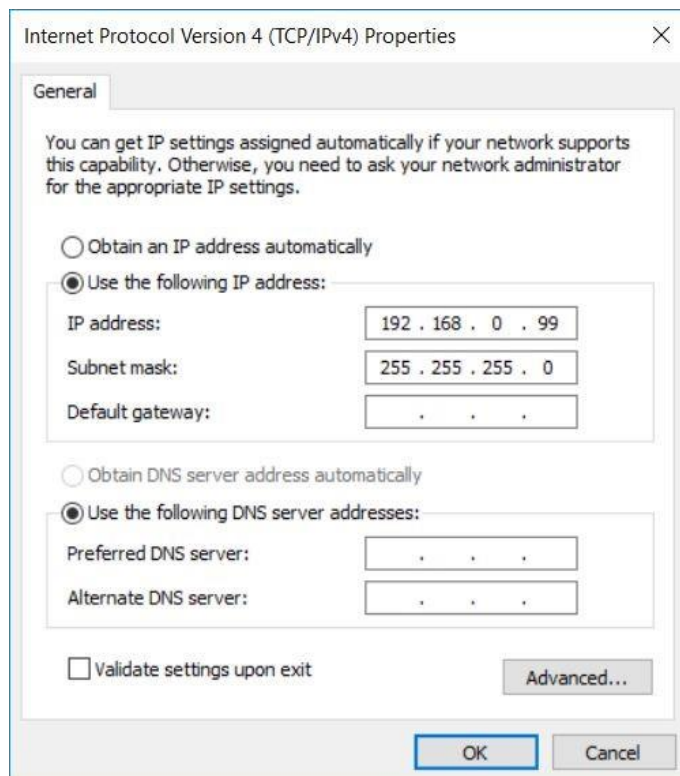 Internet Protocol Version 4 (TCP/IPv4) Properties
General
You can get IP settings assigned automatically if your network supports
this capability. Otherwise, you need to ask your network administrator
for the appropriate IP settings.
Obtain an IP address automatically
Use the following IP address:
IP address: 192 . 168 . 0 . 99
Subnet mask: 255 . 255 . 255 . 0
Default gateway: . . .
Obtain DNS server address automatically
Use the following DNS server addresses:
Preferred DNS server: . . .
Alternate DNS server: . . .
Validate settings upon exit
Advanced...
OK Cancel